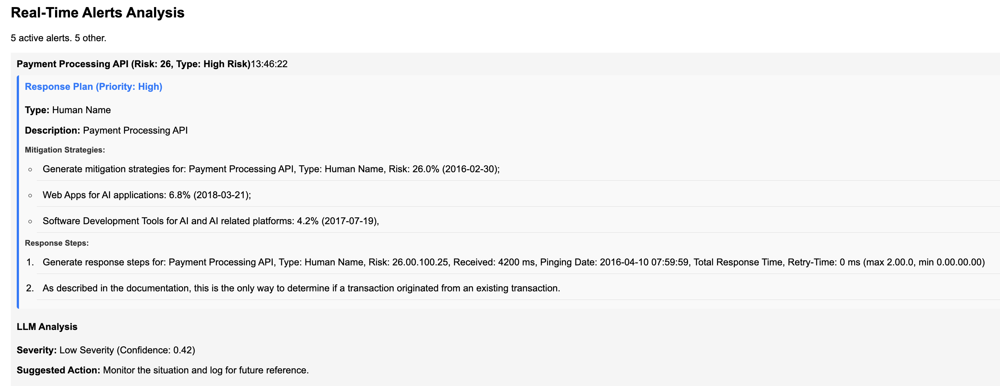 Real-Time Alerts Analysis
5 active alerts. 5 other.
Payment Processing API (Risk: 26, Type: High Risk)13:46:22
Response Plan (Priority: High)
Type: Human Name
Description: Payment Processing API
Mitigation Strategies:
Generate mitigation strategies for: Payment Processing API, Type: Human Name, Risk: 26.0% (2016-02-30);
Web Apps for AI applications: 6.8% (2018-03-21);
Software Development Tools for AI and AI related platforms: 4.2% (2017-07-19),
Response Steps:
1. Generate response steps for: Payment Processing API, Type: Human Name, Risk: 26.00.100.25, Received: 4200 ms, Pinging Date: 2016-04-10 07:59:59, Total Response Time, Retry-Time: 0 ms (max 2.00.0, min 0.00.00.00)
2. As described in the documentation, this is the only way to determine if a transaction originated from an existing transaction.
LLM Analysis
Severity: Low Severity (Confidence: 0.42)
Suggested Action: Monitor the situation and log for future reference.